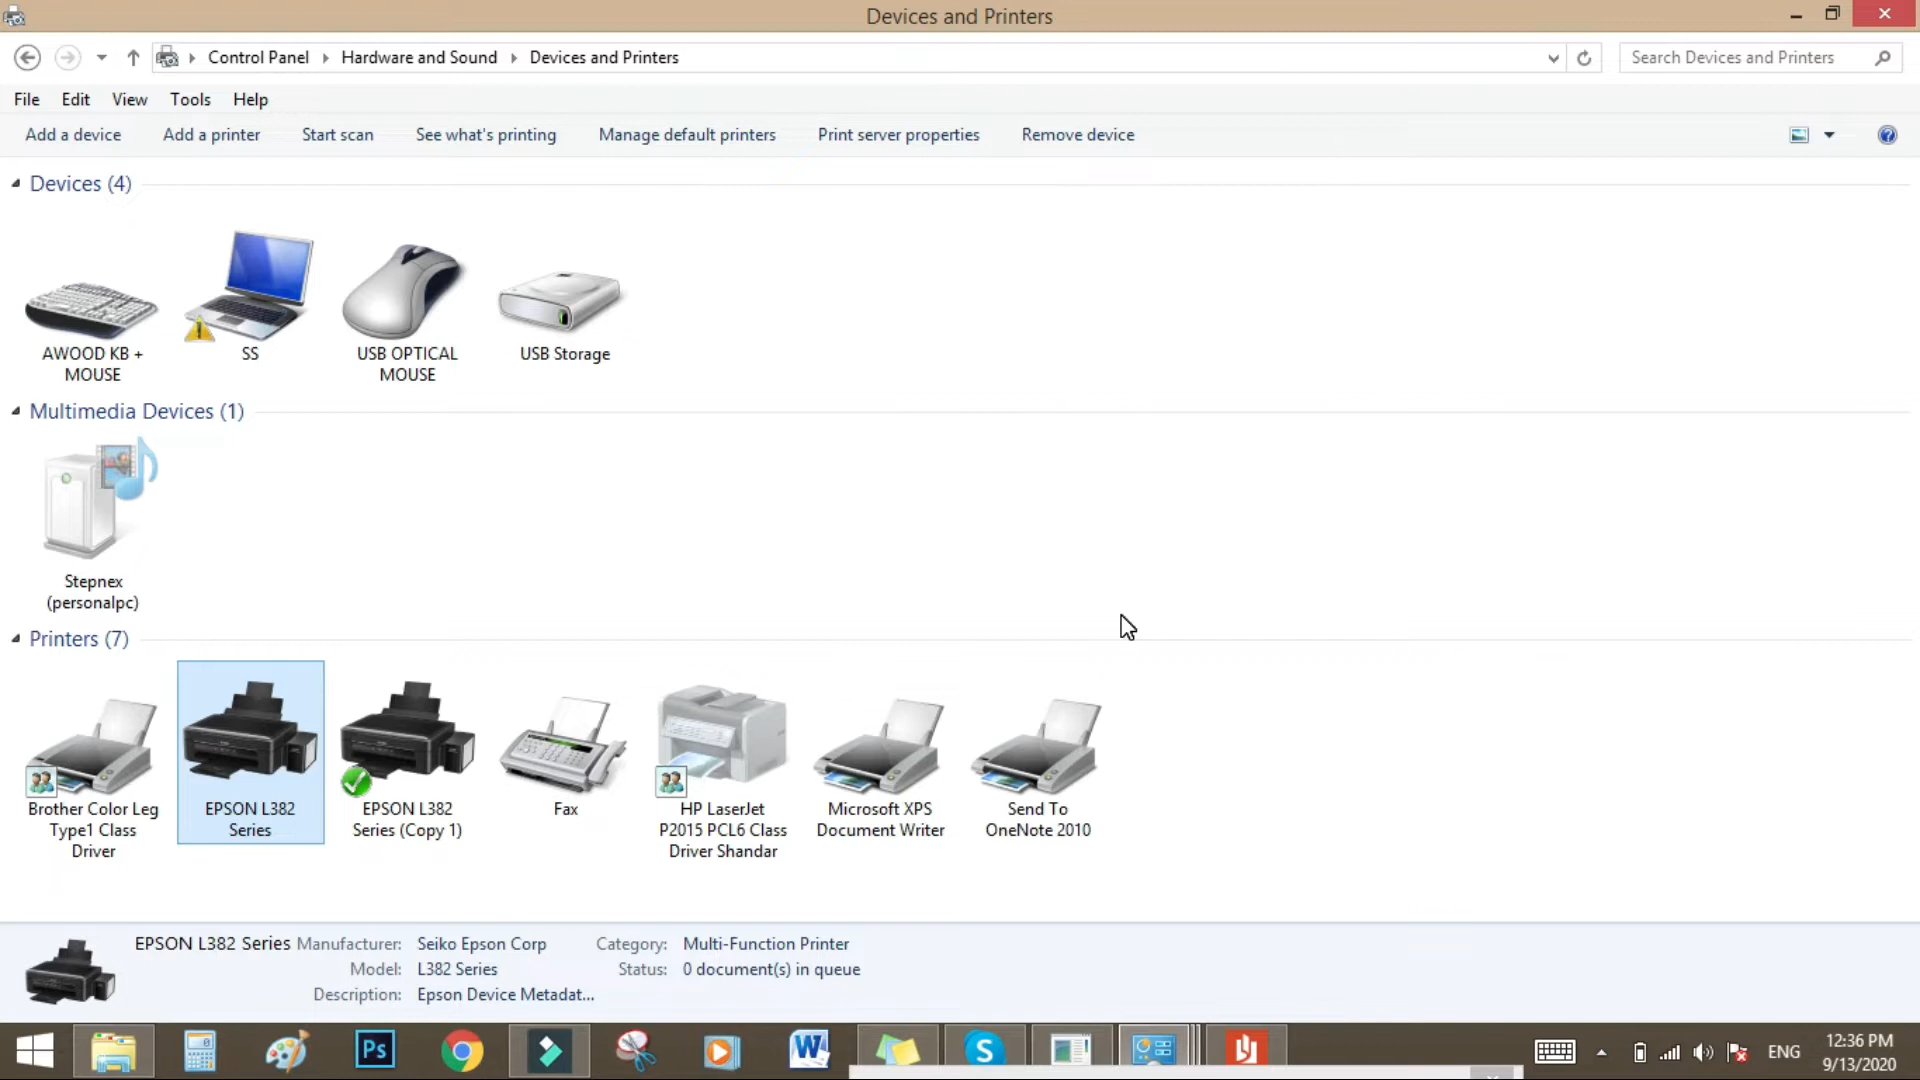 Devices and Printers
Control Panel Hardware and Sound Devices and Printers
Search Devices and Printers
File Edit View Tools Help
Add a device Add a printer Start scan See what's printing Manage default printers Print server properties Remove device
Devices (4)
AWOOD KB +
MOUSE
SS
USB OPTICAL
MOUSE
USB Storage
Multimedia Devices (1)
Stepnex
(personalpc)
Printers (7)
Brother Color Leg
Type1 Class
Driver
EPSON L382
Series
EPSON L382
Series (Copy 1)
Fax
HP LaserJet
P2015 PCL6 Class
Driver Shandar
Microsoft XPS
Document Writer
Send To
OneNote 2010
EPSON L382 Series Manufacturer: Seiko Epson Corp Category: Multi-Function Printer
Model: L382 Series Status: 0 document(s) in queue
Description: Epson Device Metadat...
Ps
ENG
12:36 PM
9/13/2020